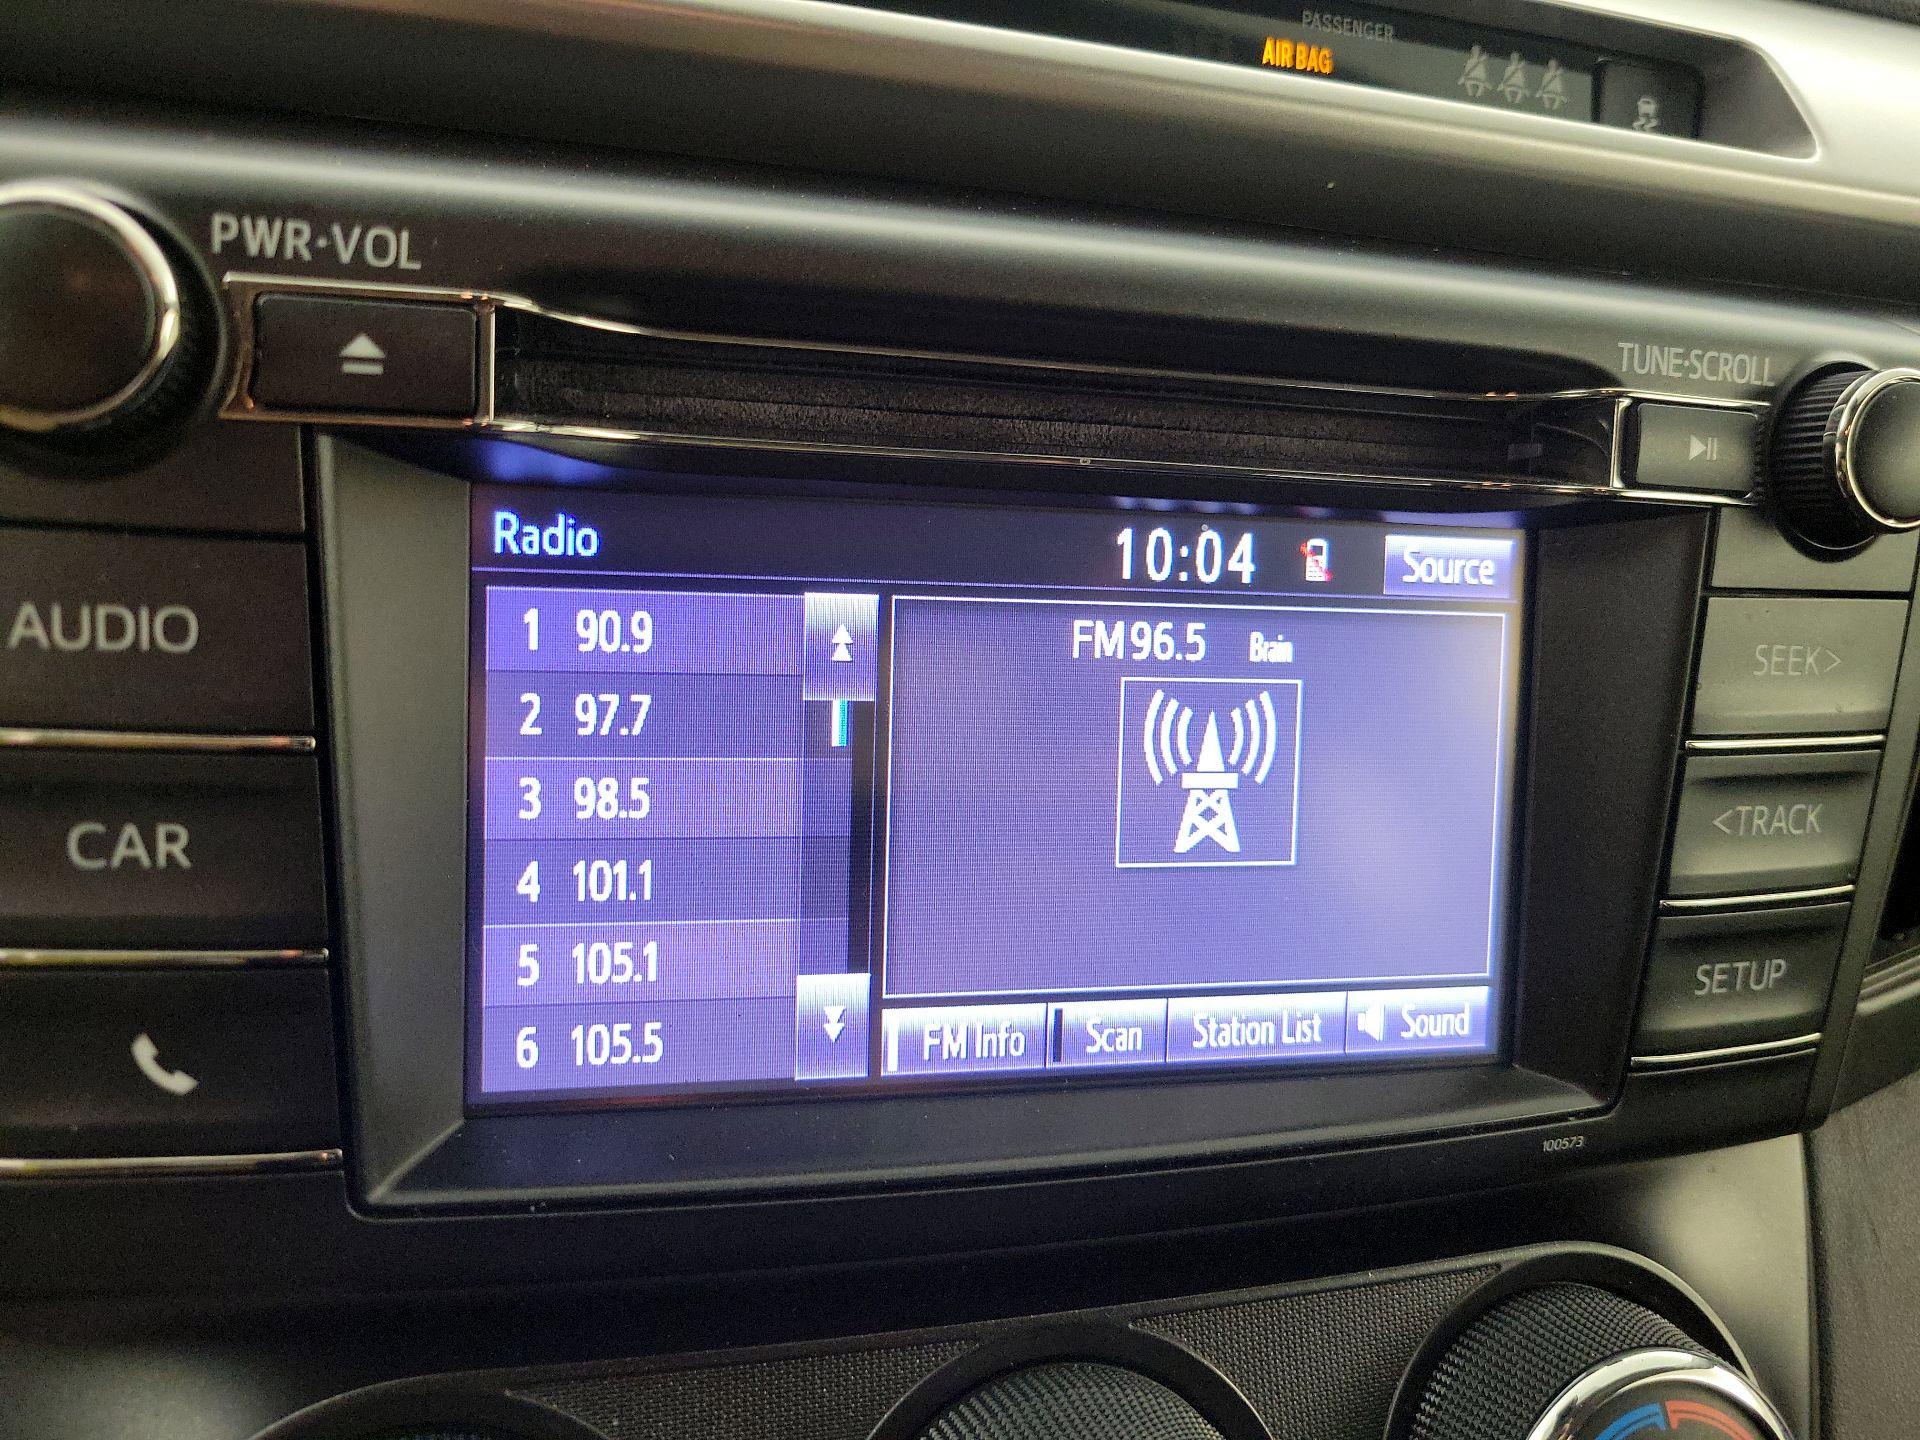 PASSENGER
AIR BAG
PWR·VOL
TUNE·SCROLL
AUDIO
CAR
Radio
10:04
Source
1 90.9
2 97.7
3 98.5
4 101.1
5 105.1
6 105.5
FM 96.5 Brain
FM Info
Scan
Station List
Sound
SEEK>
<TRACK
SETUP
100573